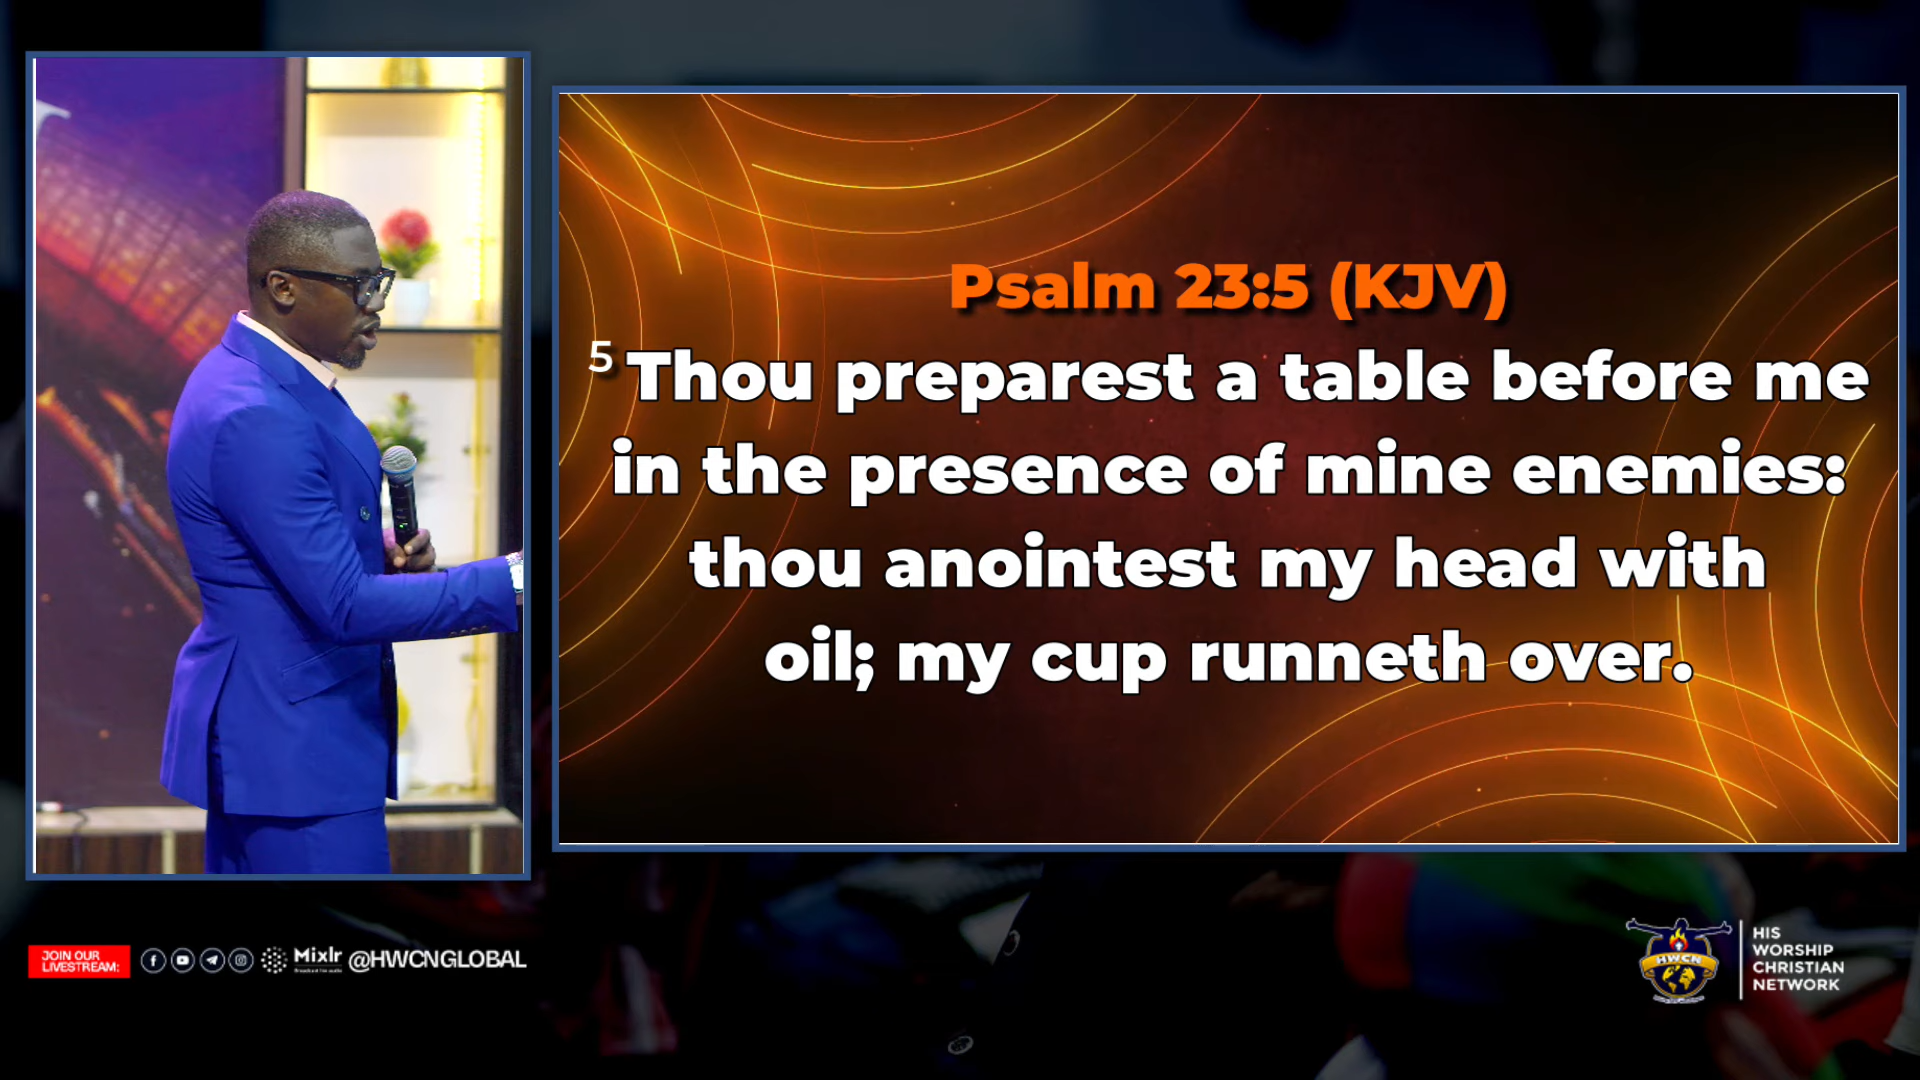 Psalm 23:5 (KJV)
5 Thou preparest a table before me
in the presence of mine enemies:
thou anointest my head with
oil; my cup runneth over.
JOIN OUR
LIVESTREAM:
Mixlr
@HWCNGLOBAL
HWCN
HIS
WORSHIP
CHRISTIAN
NETWORK